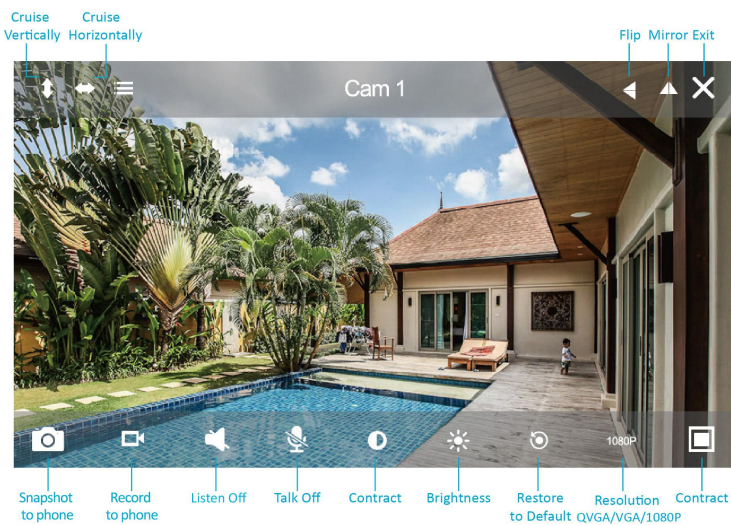 Cruise Vertically
Cruise Horizontally
Flip
Mirror
Exit
Cam 1
1080P
Snapshot
to phone
Record
to phone
Listen Off
Talk Off
Contract
Brightness
Restore
to Default
Resolution
QVGA/VGA/1080P
Contract